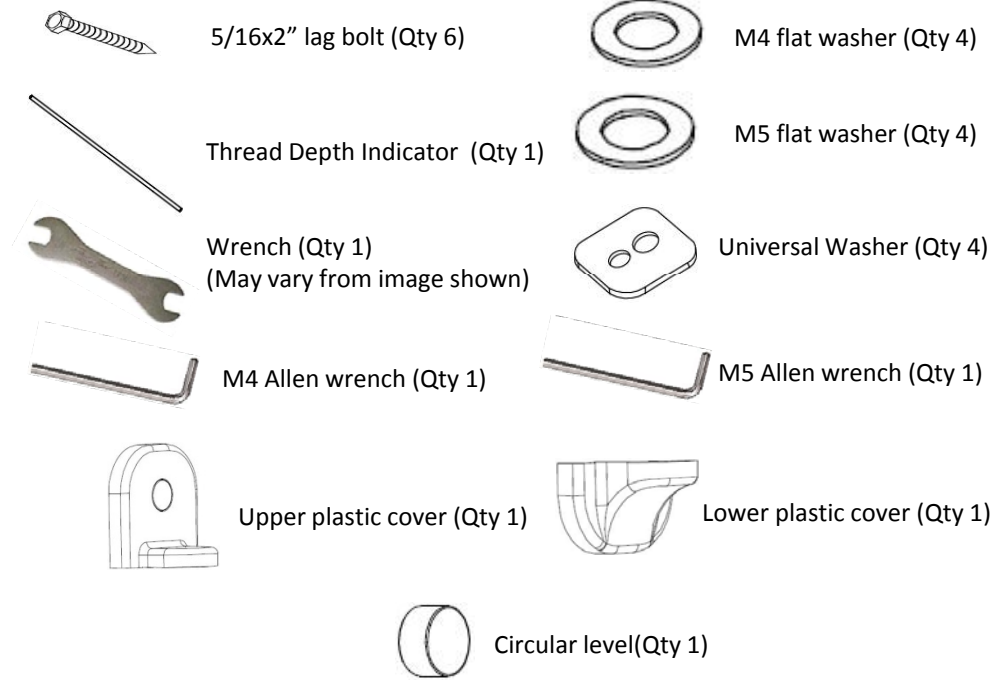 5/16x2” lag bolt (Qty 6)
M4 flat washer (Qty 4)
M5 flat washer (Qty 4)
Thread Depth Indicator (Qty 1)
Wrench (Qty 1)
(May vary from image shown)
Universal Washer (Qty 4)
M4 Allen wrench (Qty 1)
M5 Allen wrench (Qty 1)
Upper plastic cover (Qty 1)
Lower plastic cover (Qty 1)
Circular level(Qty 1)